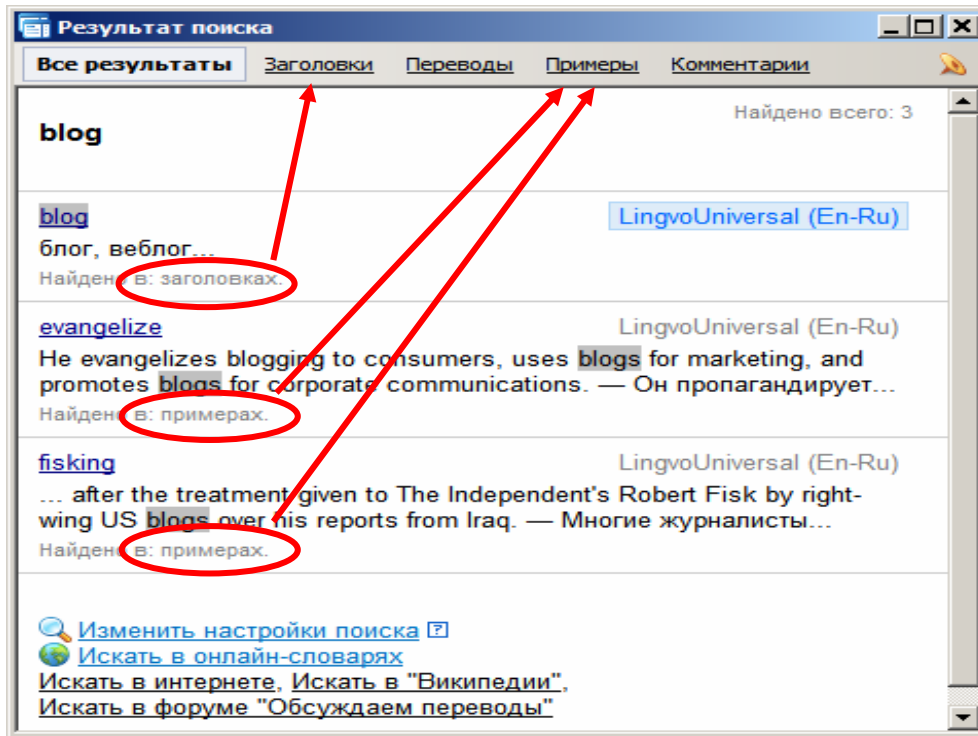 Результат поиска
Все результаты Заголовки Переводы Примеры Комментарии
Найдено всего: 3
blog
blog LingvoUniversal (En-Ru)
блог, веблог...
Найдено в: заголовках.
evangelize LingvoUniversal (En-Ru)
He evangelizes blogging to consumers, uses blogs for marketing, and
promotes blogs for corporate communications. — Он пропагандирует...
Найдено в: примерах.
fisking LingvoUniversal (En-Ru)
... after the treatment given to The Independent's Robert Fisk by right-
wing US blogs over his reports from Iraq. — Многие журналисты...
Найдено в: примерах.
Изменить настройки поиска ?
Искать в онлайн-словарях
Искать в интернете, Искать в "Википедии",
Искать в форуме "Обсуждаем переводы"